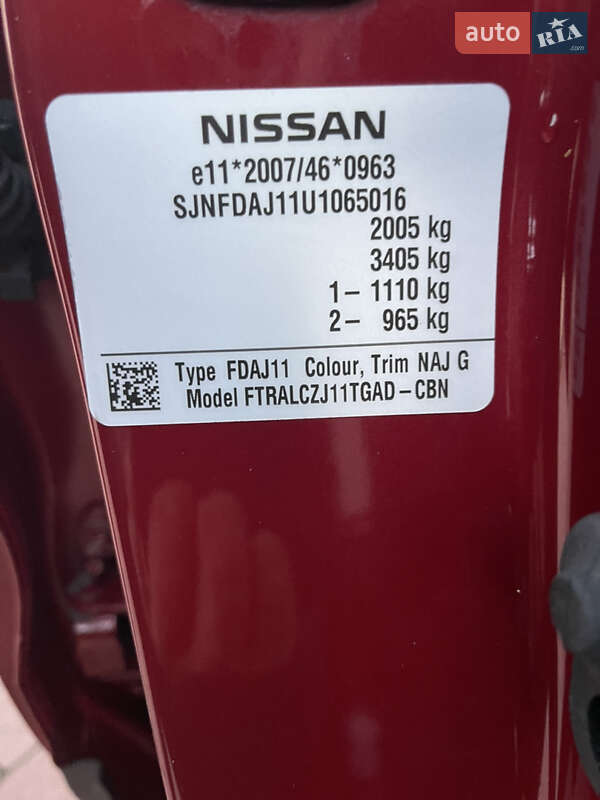 auto RIA.com
NISSAN
e11*2007/46*0963
SJNFDAJ11U1065016
2005 kg
3405 kg
1- 1110 kg
2- 965 kg
Type FDAJ11 Colour, Trim NAJ G
Model FTRALCZJ11TGAD-CBN